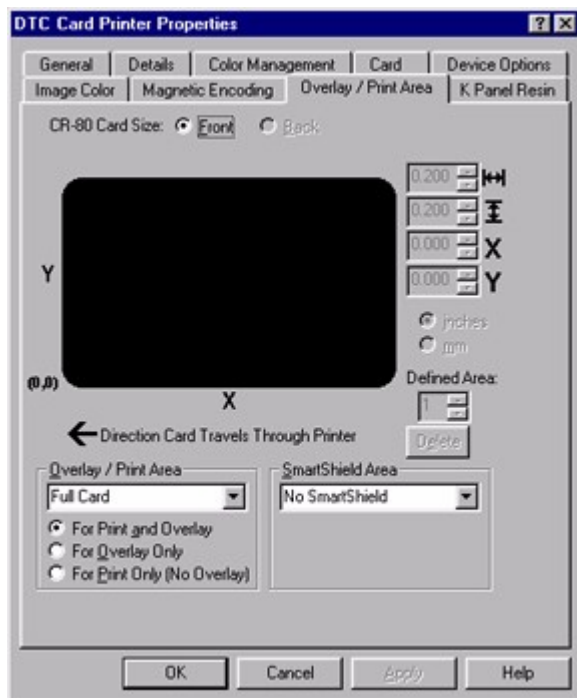 DTC Card Printer Properties
General Details Color Management Card Device Options
Image Color Magnetic Encoding Overlay / Print Area K Panel Resin
CR-80 Card Size: Front Back
0.200
0.200
0.000 X
0.000 Y
Y
inches
mm
(0,0)
X
Defined Area:
1
Direction Card Travels Through Printer
Delete
Overlay / Print Area SmartShield Area
Full Card No SmartShield
For Print and Overlay
For Overlay Only
For Print Only (No Overlay)
OK Cancel Apply Help